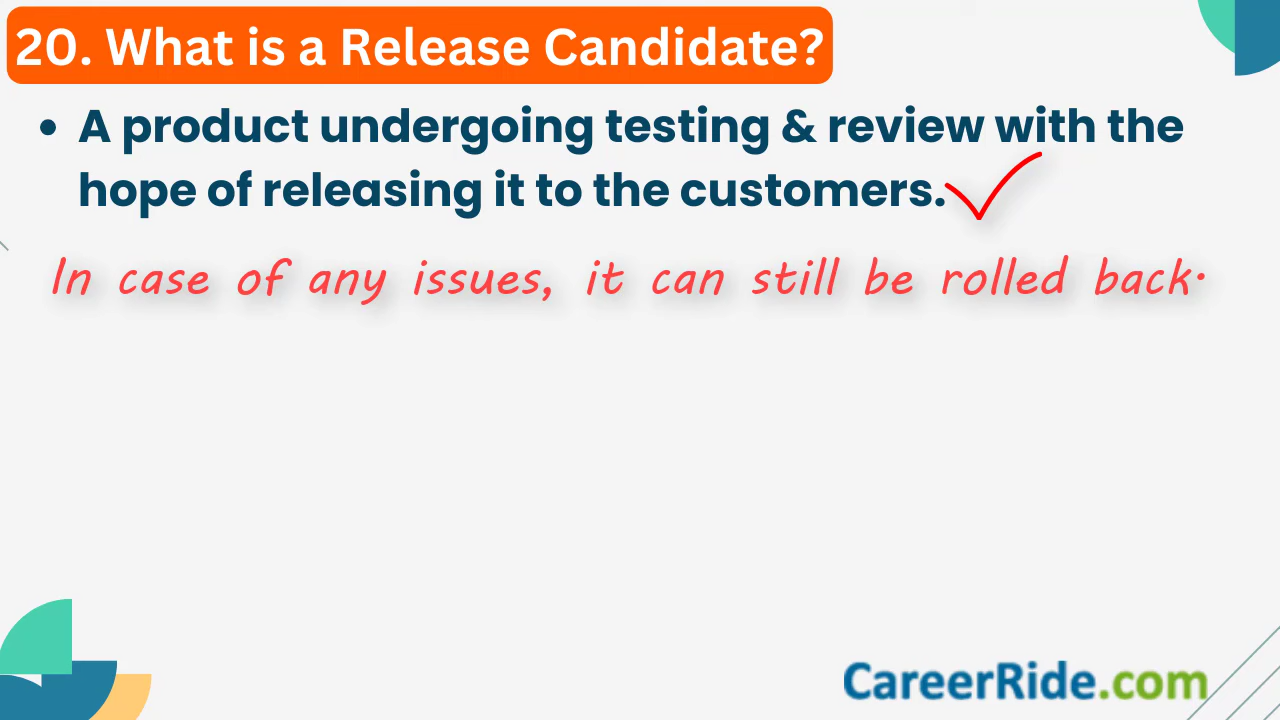 20. What is a Release Candidate?
• A product undergoing testing & review with the
hope of releasing it to the customers.
In case of any issues, it can still be rolled back.
CareerRide.com